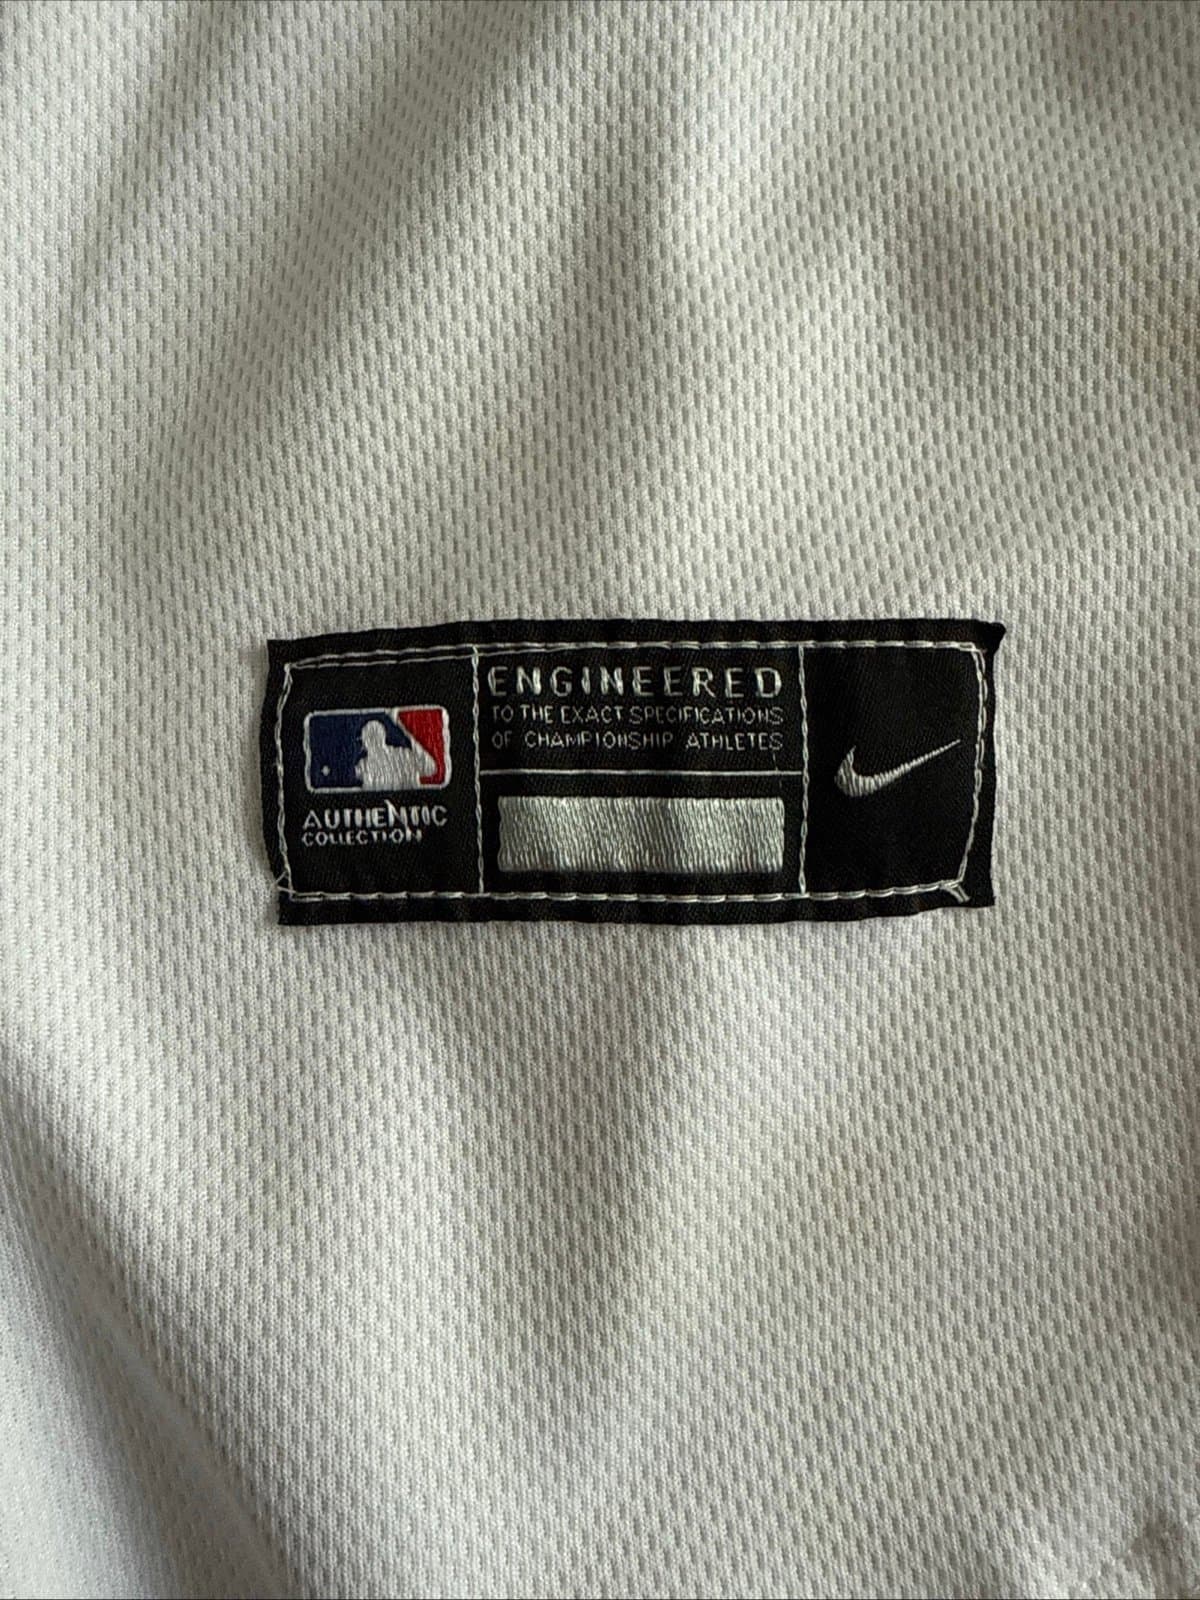 ENGINEERED
TO THE EXACT SPECIFICATIONS
OF CHAMPIONSHIP ATHLETES
AUTHENTIC
COLLECTION